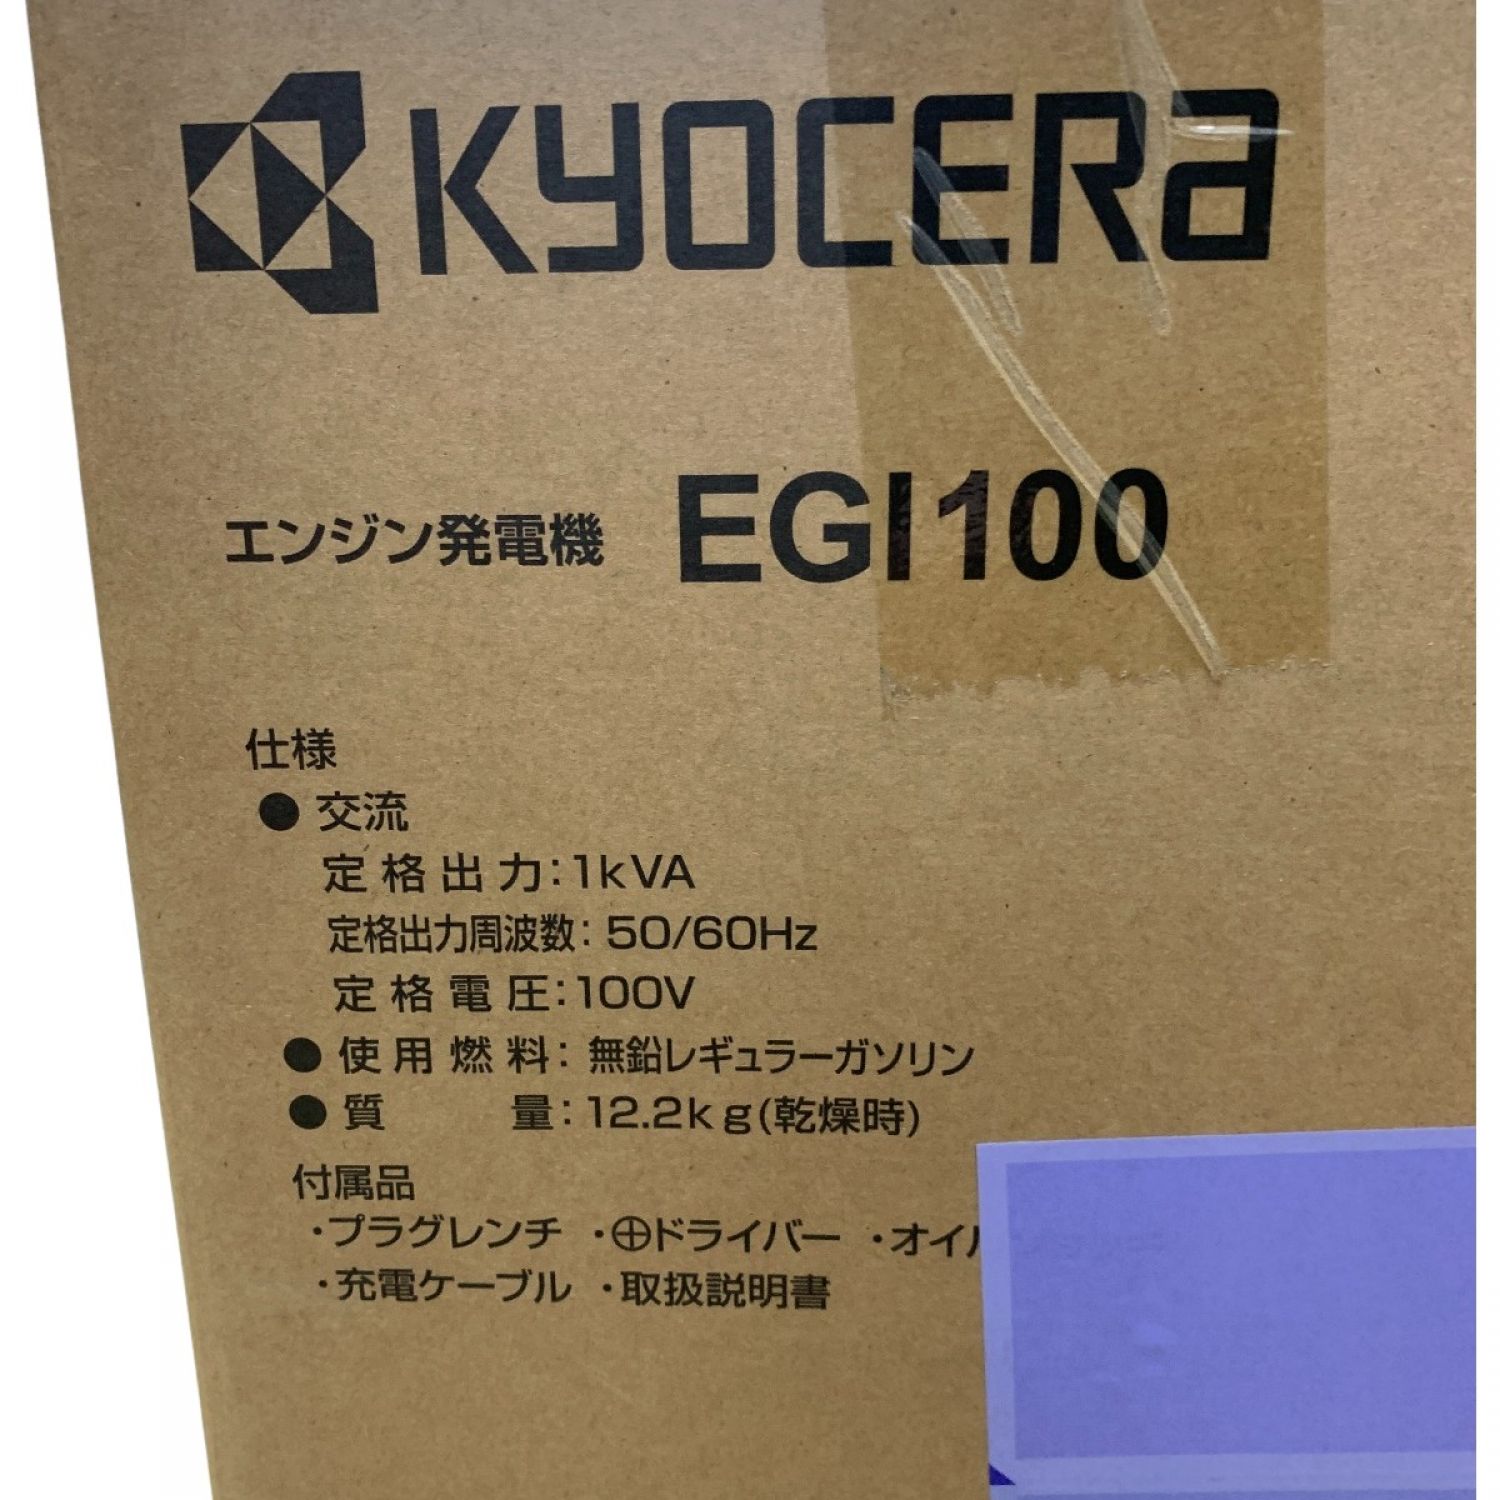 KYOCERA
エンジン発電機 EGI100
仕様
● 交流
定格出力：1kVA
定格出力周波数：50/60Hz
定格電圧：100V
● 使用燃料：無鉛レギュラーガソリン
● 質量：12.2kg(乾燥時)
付属品
・プラグレンチ ・⊕ドライバー ・オイ
・充電ケーブル ・取扱説明書